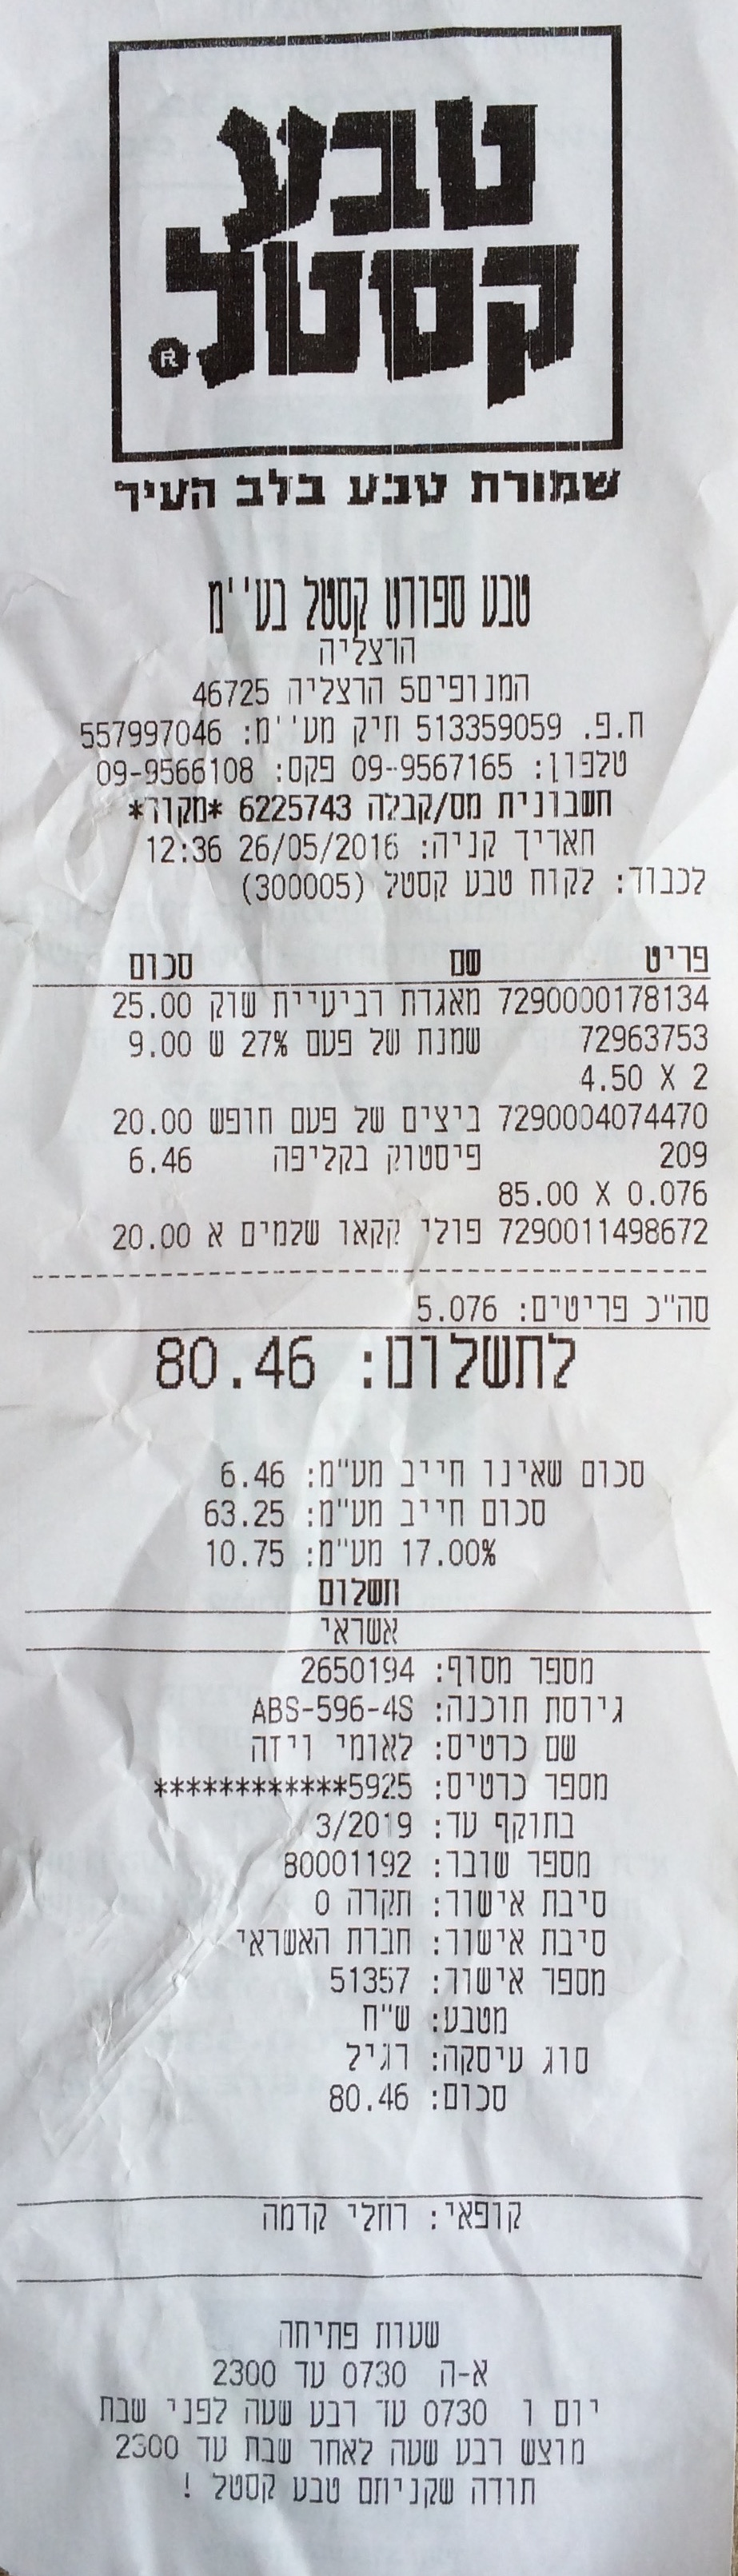 טבע
קסטל
®
שמורת טבע בלב העיר
טבע ספורט קסטל בע''מ
הרצליה
המנופים5 הרצליה 46725
ח.פ. 513359059 תיק מע''מ: 557997046
טלפון: 09-9567165 פקס: 09-9566108
חשבונית מס/קבלה 6225743 *מקור*
תאריך קניה: 26/05/2016 12:36
לכבוד: לקוח טבע קסטל (300005)
פריט שם סכום
7290000178134 מאגדת רביעיית שוק 25.00
72963753 שמנת של פעם 27% ש 9.00
4.50 X 2
7290004074470 ביצים של פעם חופש 20.00
209 פיסטוק בקליפה 6.46
85.00 X 0.076
7290011498672 פולי קקאו שלמים א 20.00
סה"כ פריטים: 5.076
לתשלום: 80.46
סכום שאינו חייב מע"מ: 6.46
סכום חייב מע"מ: 63.25
17.00% מע"מ: 10.75
תשלום
אשראי
מספר מסוף: 2650194
גירסת תוכנה: ABS-596-4S
שם כרטיס: לאומי ויזה
מספר כרטיס: 5925************
בתוקף עד: 3/2019
מספר שובר: 80001192
סיבת אישור: תקרה 0
סיבת אישור: חברת האשראי
מספר אישור: 51357
מטבע: ש"ח
סוג עיסקה: רגיל
סכום: 80.46
קופאי: רוזלי קדמה
שעות פתיחה
א-ה 0730 עד 2300
יום ו 0730 עד רבע שעה לפני שבת
מוצש רבע שעה לאחר שבת עד 2300
תודה שקניתם טבע קסטל !